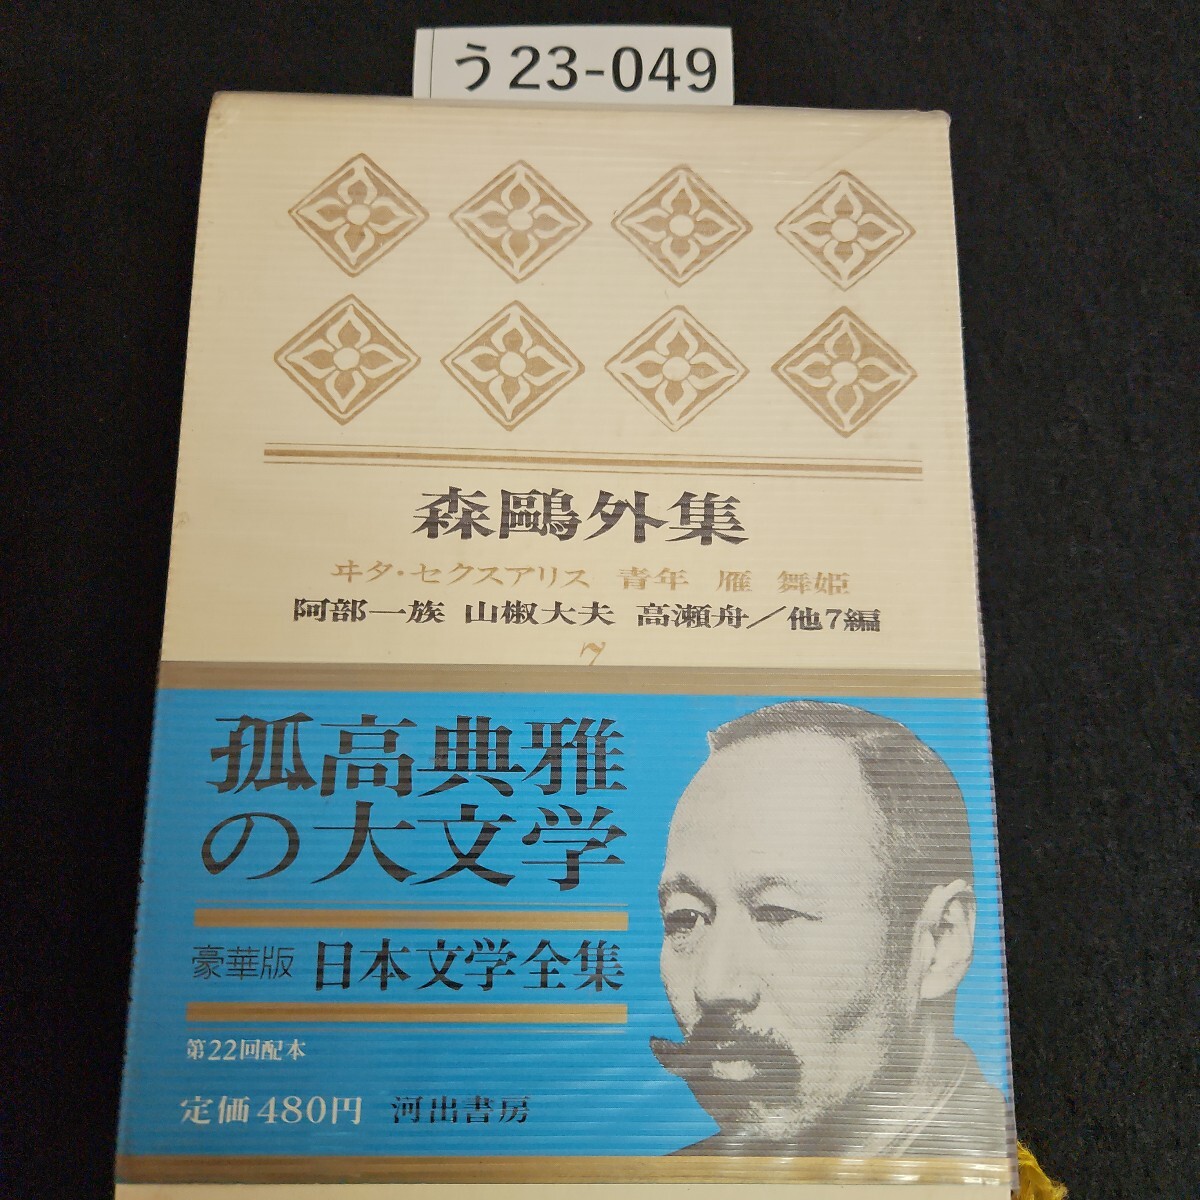 う23-049
森鷗外集
ヰタ・セクスアリス 青年 雁 舞姫
阿部一族 山椒大夫 高瀬舟／他7編
7
孤高典雅
の大文学
豪華版 日本文学全集
第22回配本
定価480円 河出書房